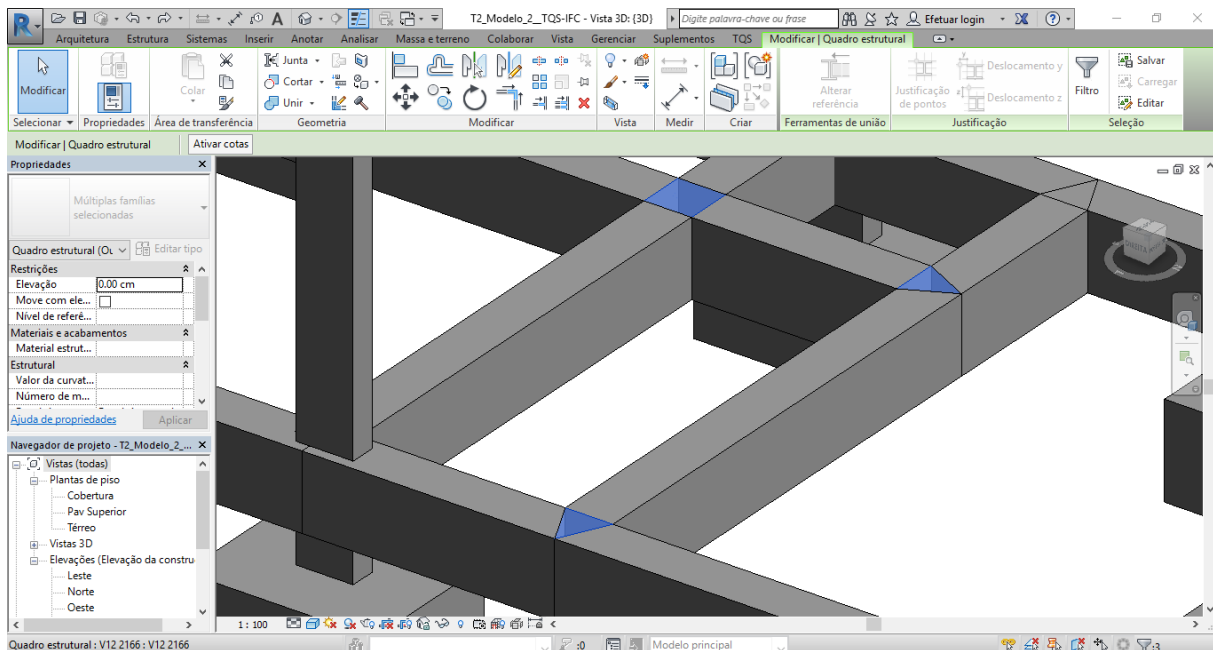 T2_Modelo_2__TQS-IFC - Vista 3D: {3D}
Digite palavra-chave ou frase
Efetuar login
Arquitetura Estrutura Sistemas Inserir Anotar Analisar Massa e terreno Colaborar Vista Gerenciar Suplementos TQS Modificar | Quadro estrutural
Modificar
Colar
Junta
Cortar
Unir
Alterar referência
Justificação de pontos
Deslocamento y
Deslocamento z
Filtro
Salvar
Carregar
Editar
Selecionar Propriedades Área de transferência Geometria Modificar Vista Medir Criar Ferramentas de união Justificação Seleção
Modificar | Quadro estrutural Ativar cotas
Propriedades
Múltiplas famílias
selecionadas
Quadro estrutural (Ou Editar tipo
Restrições
Elevação 0.00 cm
Move com ele...
Nível de referê...
Materiais e acabamentos
Material estrut...
Estrutural
Valor da curvat...
Número de m...
Ajuda de propriedades Aplicar
Navegador de projeto - T2_Modelo_2_...
Vistas (todas)
Plantas de piso
Cobertura
Pav Superior
Térreo
Vistas 3D
Elevações (Elevação da constru
Leste
Norte
Oeste
1 : 100
Quadro estrutural : V12 2166 : V12 2166
:0
Modelo principal
:3